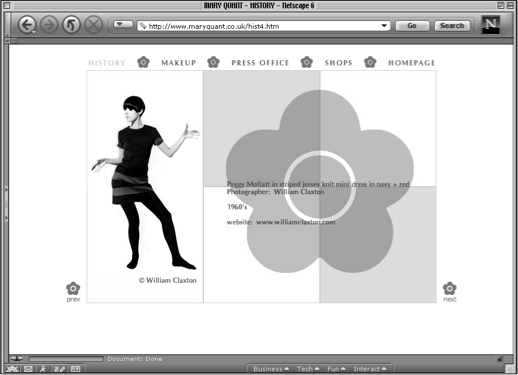 MARY QUANT – HISTORY – Netscape 6
http://www.maryquant.co.uk/hist4.htm
Go
Search
N
HISTORY MAKEUP PRESS OFFICE SHOPS HOMEPAGE
Peggy Moffatt in striped jersey knit mini dress in navy + red
Photographer: William Claxton
1960's
website: www.williamclaxton.com
© William Claxton
prev
next
Document: Done
Business Tech Fun Interact